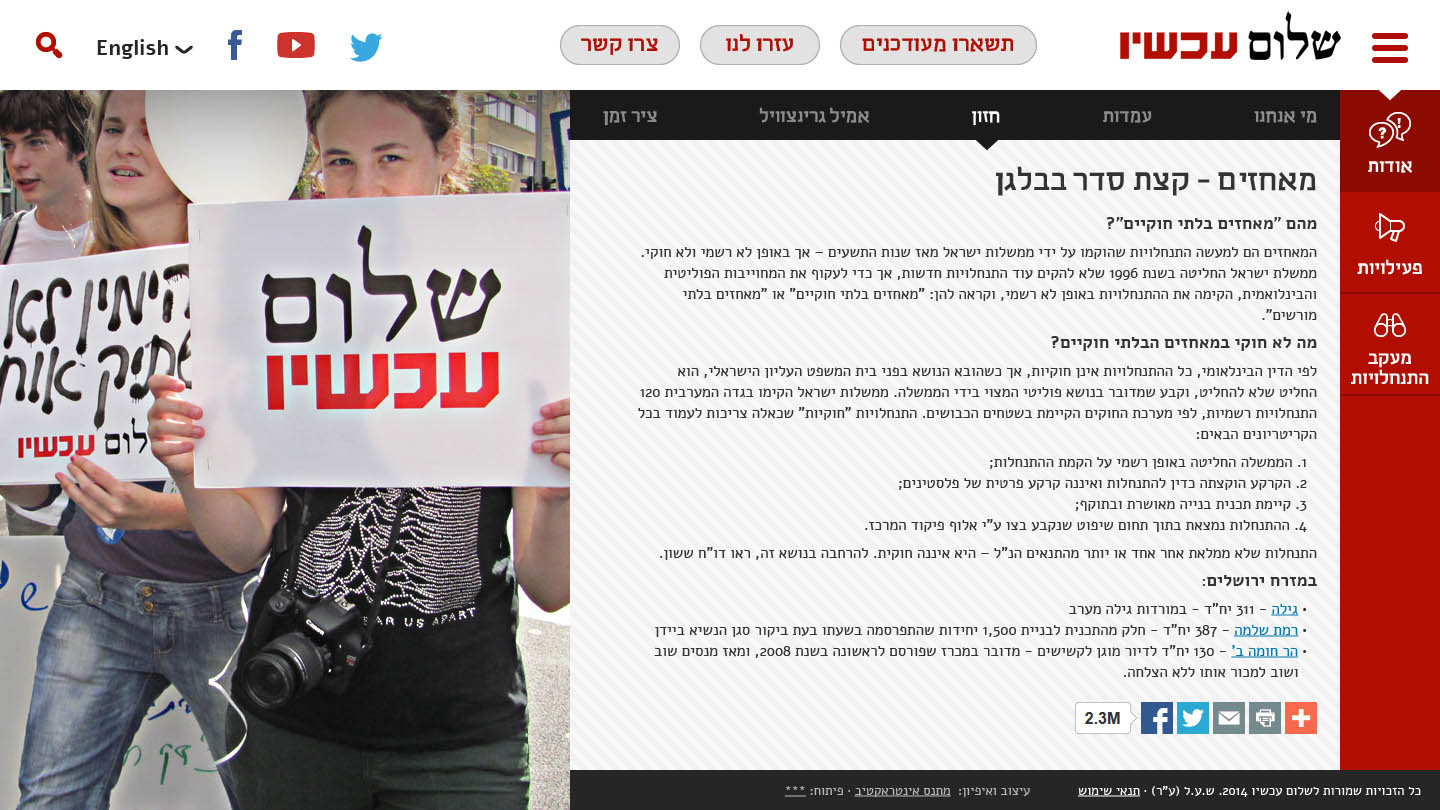 שלום עכשיו
תשארו מעודכנים
עזרו לנו
צרו קשר
English
מי אנחנו
עמדות
חזון
אמיל גרינצוויל
ציר זמן
אודות
פעילויות
מעקב
התנחלויות
מאחזים - קצת סדר בבלגן
מהם "מאחזים בלתי חוקיים"?
המאחזים הם למעשה התנחלויות שהוקמו על ידי ממשלות ישראל מאז שנות התשעים – אך באופן לא רשמי ולא חוקי.
ממשלת ישראל החליטה בשנת 1996 שלא להקים עוד התנחלויות חדשות, אך כדי לעקוף את המחוייבות הפוליטית
והבינלואמית, הקימה את ההתנחלויות באופן לא רשמי, וקראה להן: "מאחזים בלתי חוקיים" או "מאחזים בלתי
מורשים".
מה לא חוקי במאחזים הבלתי חוקיים?
לפי הדין הבינלאומי, כל ההתנחלויות אינן חוקיות, אך כשהובא הנושא בפני בית המשפט העליון הישראלי, הוא
החליט שלא להחליט, וקבע שמדובר בנושא פוליטי המצוי בידי הממשלה. ממשלות ישראל הקימו בגדה המערבית 120
התנחלויות רשמיות, לפי מערכת החוקים הקיימת בשטחים הכבושים. התנחלויות "חוקיות" שכאלה צריכות לעמוד בכל
הקריטריונים הבאים:
1. הממשלה החליטה באופן רשמי על הקמת ההתנחלות;
2. הקרקע הוקצתה כדין להתנחלות ואיננה קרקע פרטית של פלסטינים;
3. קיימת תכנית בנייה מאושרת ובתוקף;
4. ההתנחלות נמצאת בתוך תחום שיפוט שנקבע בצו ע"י אלוף פיקוד המרכז.
התנחלות שלא ממלאת אחר אחד או יותר מהתנאים הנ"ל – היא איננה חוקית. להרחבה בנושא זה, ראו דו"ח ששון.
במזרח ירושלים:
• גילה - 311 יח"ד - במורדות גילה מערב
• רמת שלמה - 387 יח"ד - חלק מהתכנית לבניית 1,500 יחידות שהתפרסמה בשעתו בעת ביקור סגן הנשיא ביידן
• הר חומה ב' - 130 יח"ד לדיור מוגן לקשישים - מדובר במכרז שפורסם לראשונה בשנת 2008, ומאז מנסים שוב
ושוב למכור אותו ללא הצלחה.
2.3M
כל הזכויות שמורות לשלום עכשיו 2014. ש.ע.ל (ע"ר) · תנאי שימוש
עיצוב ואיפיון: מתנס אינטראקטיב · פיתוח: ***
שלום
עכשיו
הימין לא
שלום עכשיו
US APART